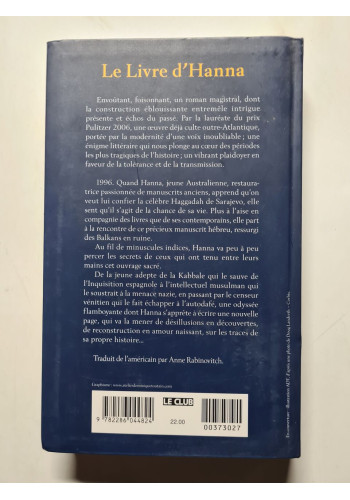 Le Livre d'Hanna
Envoûtant, foisonnant, un roman magistral, dont
la construction éblouissante entremêle intrigue
présente et échos du passé. Par la lauréate du prix
Pulitzer 2006, une œuvre déjà culte outre-Atlantique,
portée par la modernité d'une voix inoubliable ; une
énigme littéraire qui nous plonge au cœur des périodes
les plus tragiques de l'histoire ; un vibrant plaidoyer en
faveur de la tolérance et de la transmission.
1996. Quand Hanna, jeune Australienne, restaura-
trice passionnée de manuscrits anciens, apprend qu'on
veut lui confier la célèbre Haggadah de Sarajevo, elle
sent qu'il s'agit de la chance de sa vie. Plus à l'aise en
compagnie des livres que de ses contemporains, elle part
à la rencontre de ce précieux manuscrit hébreu, ressurgi
des Balkans en ruine.
Au fil de minuscules indices, Hanna va peu à peu
percer les secrets de ceux qui ont tenu entre leurs
mains cet ouvrage sacré.
De la jeune adepte de la Kabbale qui le sauve de
l'Inquisition espagnole à l'intellectuel musulman qui
le soustrait à la menace nazie, en passant par le censeur
vénitien qui le fait échapper à l'autodafé, une odyssée
flamboyante dont Hanna s'apprête à écrire une nouvelle
page, qui va la mener de désillusions en découvertes,
de reconstruction en amour naissant, sur les traces de
sa propre histoire...
Traduit de l'américain par Anne Rabinovitch.
LE CLUB
9 782286 044824
22.00
00373027